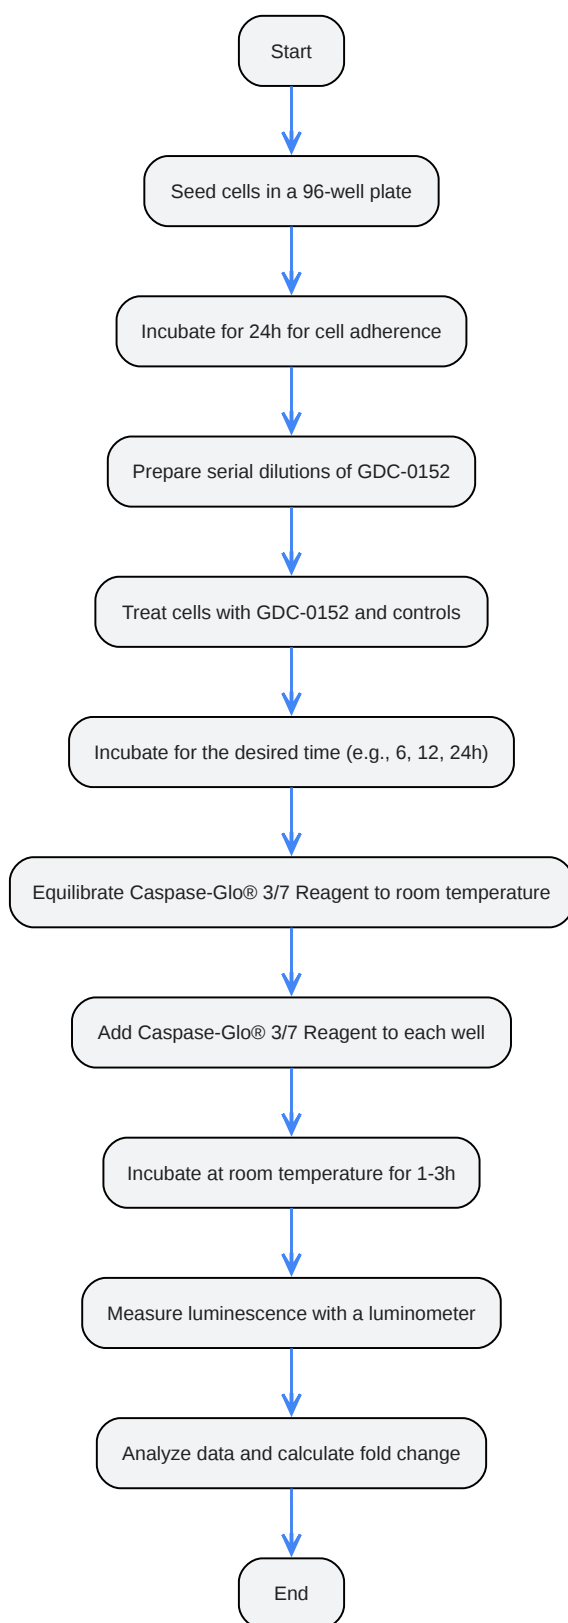 Start
Seed cells in a 96-well plate
Incubate for 24h for cell adherence
Prepare serial dilutions of GDC-0152
Treat cells with GDC-0152 and controls
Incubate for the desired time (e.g., 6, 12, 24h)
Equilibrate Caspase-Glo® 3/7 Reagent to room temperature
Add Caspase-Glo® 3/7 Reagent to each well
Incubate at room temperature for 1-3h
Measure luminescence with a luminometer
Analyze data and calculate fold change
End